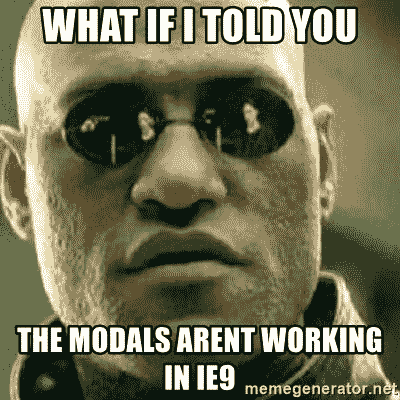 WHAT IF I TOLD YOU
THE MODALS ARENT WORKING
IN IE9
memegenerator.net